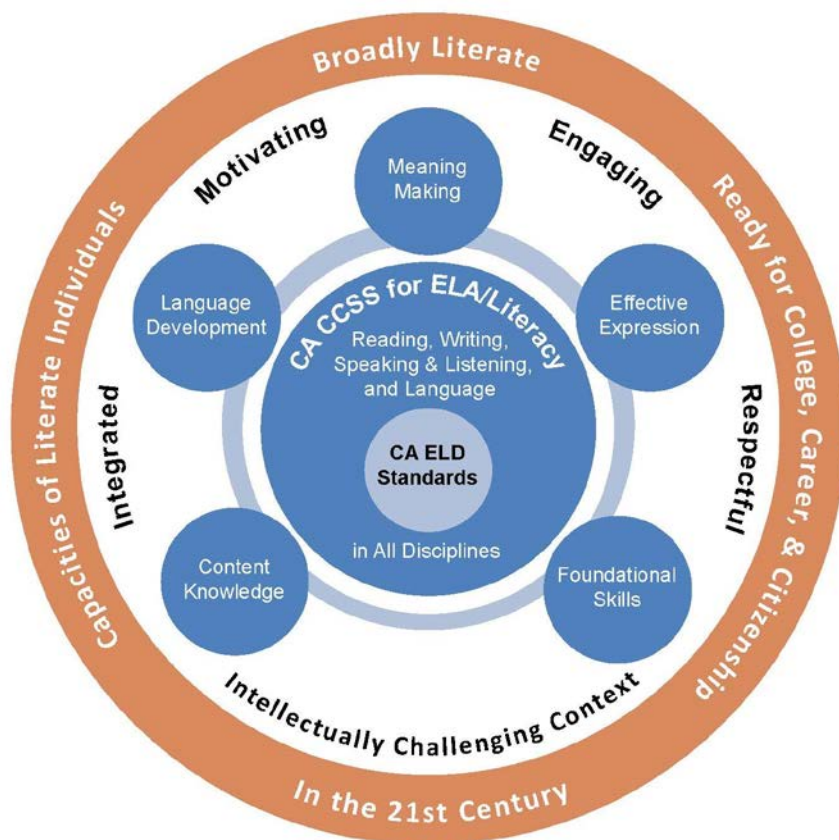 Broadly Literate
Ready for College, Career, & Citizenship
In the 21st Century
Capacities of Literate Individuals
Motivating
Engaging
Respectful
Intellectually Challenging Context
Integrated
Meaning
Making
Effective
Expression
Foundational
Skills
Content
Knowledge
Language
Development
CA CCSS for ELA/Literacy
Reading, Writing,
Speaking & Listening,
and Language
CA ELD
Standards
in All Disciplines